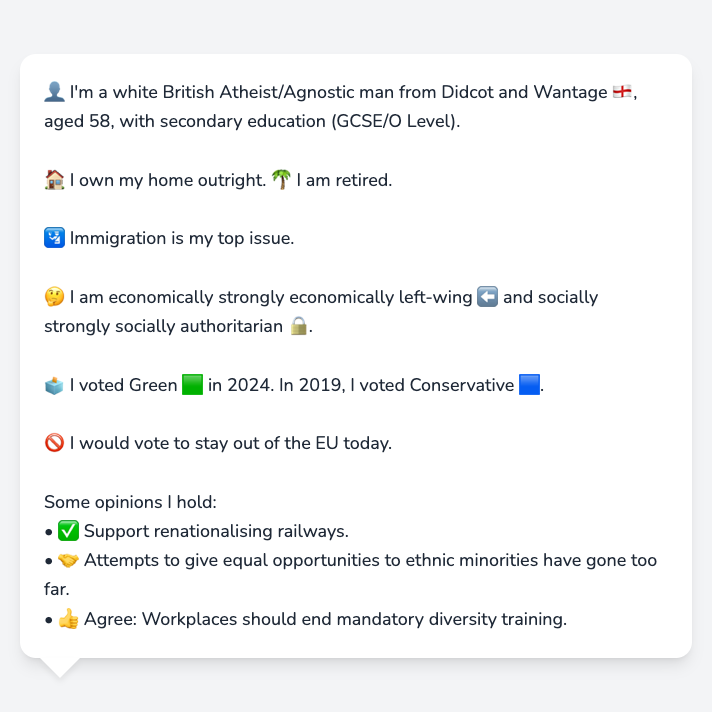 👤 I'm a white British Atheist/Agnostic man from Didcot and Wantage 🏴󠁧󠁢󠁥󠁮󠁧󠁿,
aged 58, with secondary education (GCSE/O Level).
🏠 I own my home outright. 🌴 I am retired.
🛂 Immigration is my top issue.
🤔 I am economically strongly economically left-wing ⬅️ and socially
strongly socially authoritarian 🔒.
🗳️ I voted Green 🟩 in 2024. In 2019, I voted Conservative 🟦.
🚫 I would vote to stay out of the EU today.
Some opinions I hold:
• ✅ Support renationalising railways.
• 🤝 Attempts to give equal opportunities to ethnic minorities have gone too
far.
• 👍 Agree: Workplaces should end mandatory diversity training.